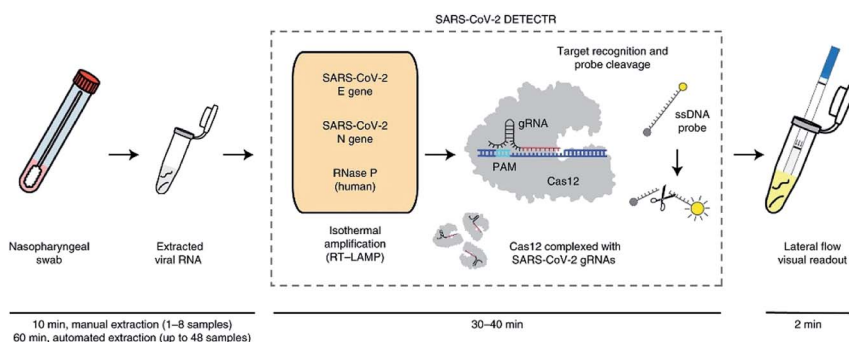 SARS-CoV-2 DETECTR
SARS-CoV-2
E gene
SARS-CoV-2
N gene
RNase P
(human)
Isothermal
amplification
(RT–LAMP)
Target recognition and
probe cleavage
gRNA
PAM
Cas12
ssDNA
probe
Cas12 complexed with
SARS-CoV-2 gRNAs
Nasopharyngeal
swab
Extracted
viral RNA
Lateral flow
visual readout
10 min, manual extraction (1–8 samples)
60 min, automated extraction (up to 48 samples)
30–40 min
2 min